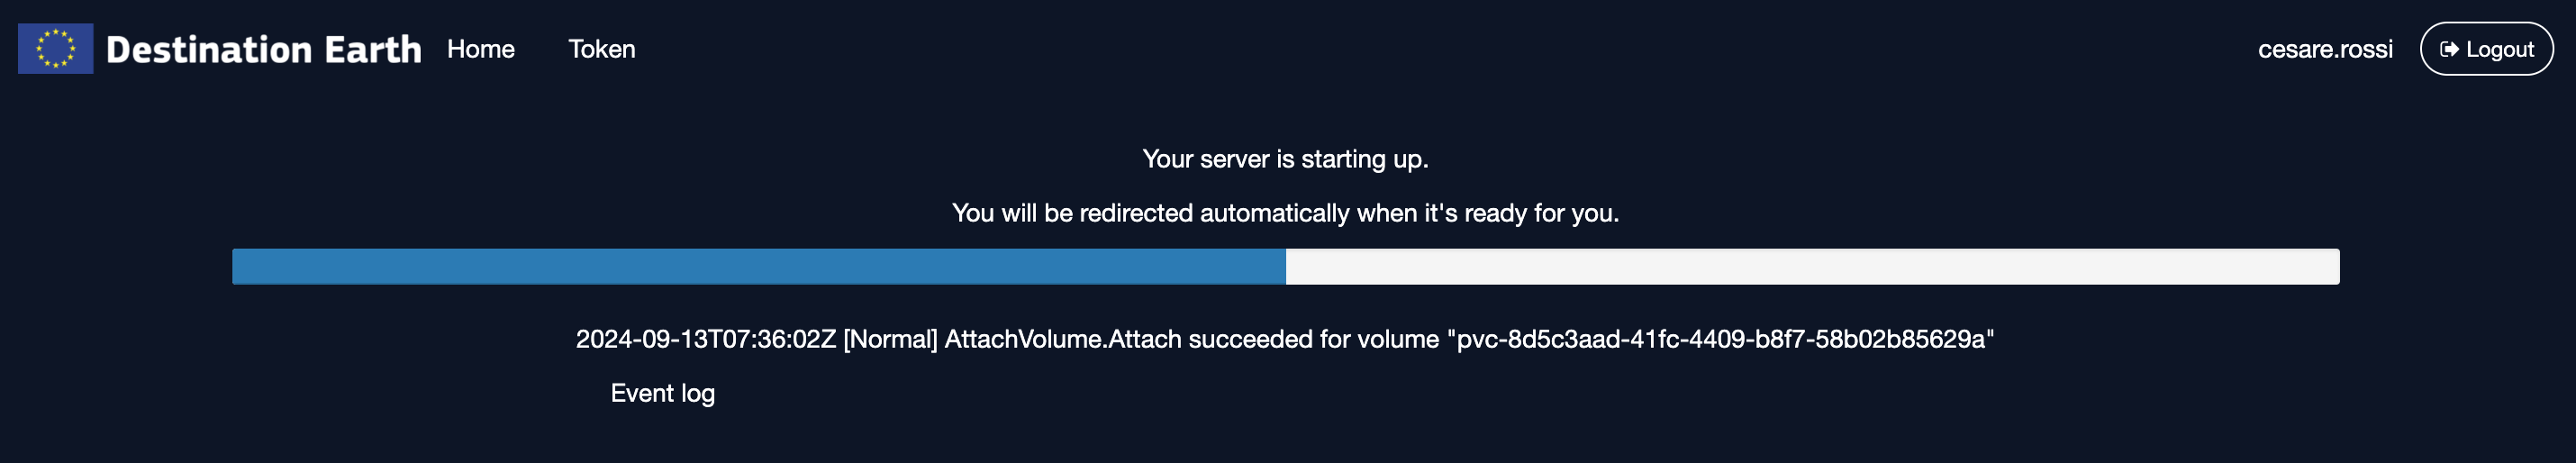 Destination Earth Home Token cesare.rossi Logout
Your server is starting up.
You will be redirected automatically when it's ready for you.
2024-09-13T07:36:02Z [Normal] AttachVolume.Attach succeeded for volume "pvc-8d5c3aad-41fc-4409-b8f7-58b02b85629a"
Event log